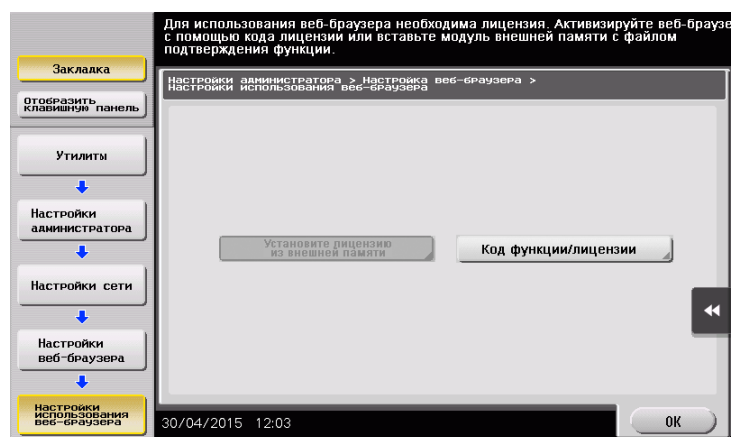 Для использования веб-браузера необходима лицензия. Активизируйте веб-браузе
с помощью кода лицензии или вставьте модуль внешней памяти с файлом
подтверждения функции.
Закладка
Отобразить
клавишную панель
Настройки администратора > Настройка веб-браузера >
Настройки использования веб-браузера
Утилиты
Настройки
администратора
Установите лицензию
из внешней памяти
Код функции/лицензии
Настройки сети
Настройки
веб-браузера
Настройки
использования
веб-браузера
30/04/2015 12:03
OK